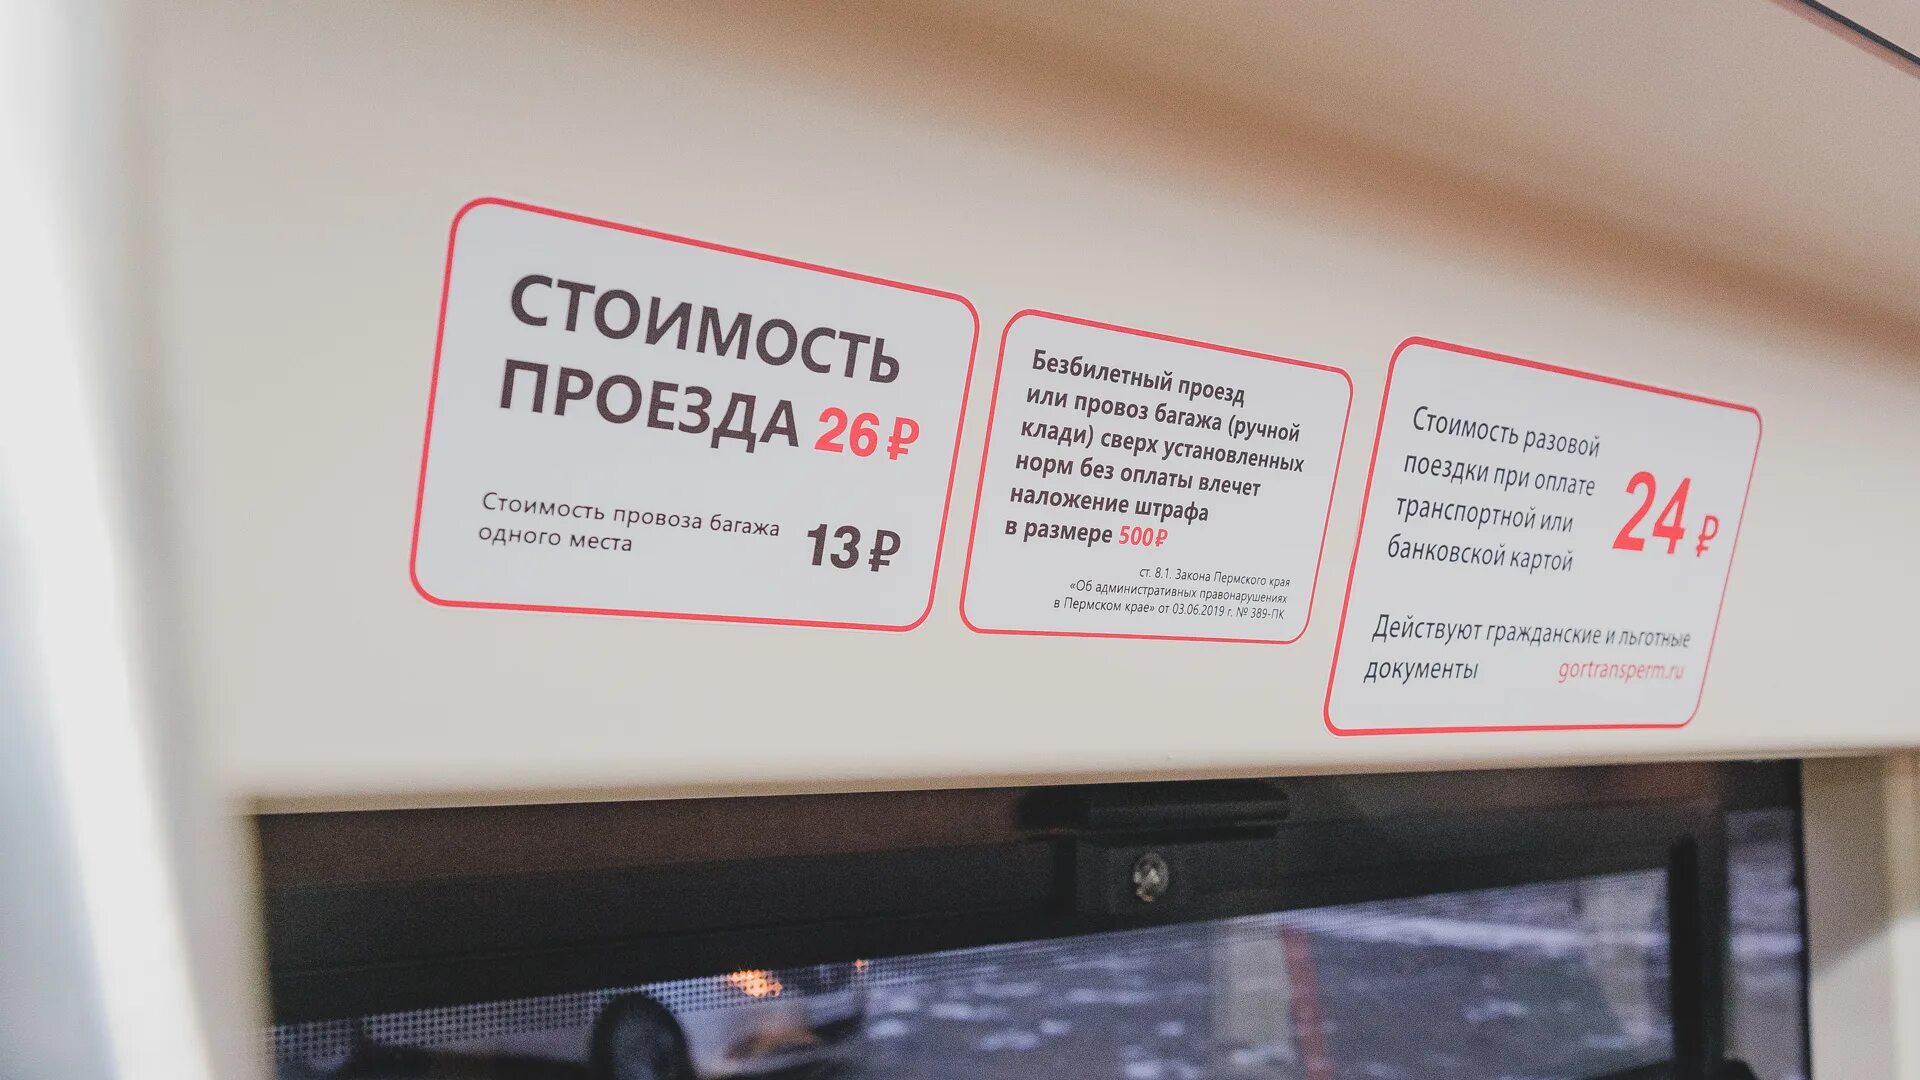 СТОИМОСТЬ
ПРОЕЗДА 26 ₽
Стоимость провоза багажа
одного места 13 ₽
Безбилетный проезд
или провоз багажа (ручной
клади) сверх установленных
норм без оплаты влечет
наложение штрафа
в размере 500₽
ст. 8.1. Закона Пермского края
«Об административных правонарушениях
в Пермском крае» от 03.06.2019 г. № 389-ПК
Стоимость разовой
поездки при оплате
транспортной или
банковской картой
24 ₽
Действуют гражданские и льготные
документы gortransperm.ru